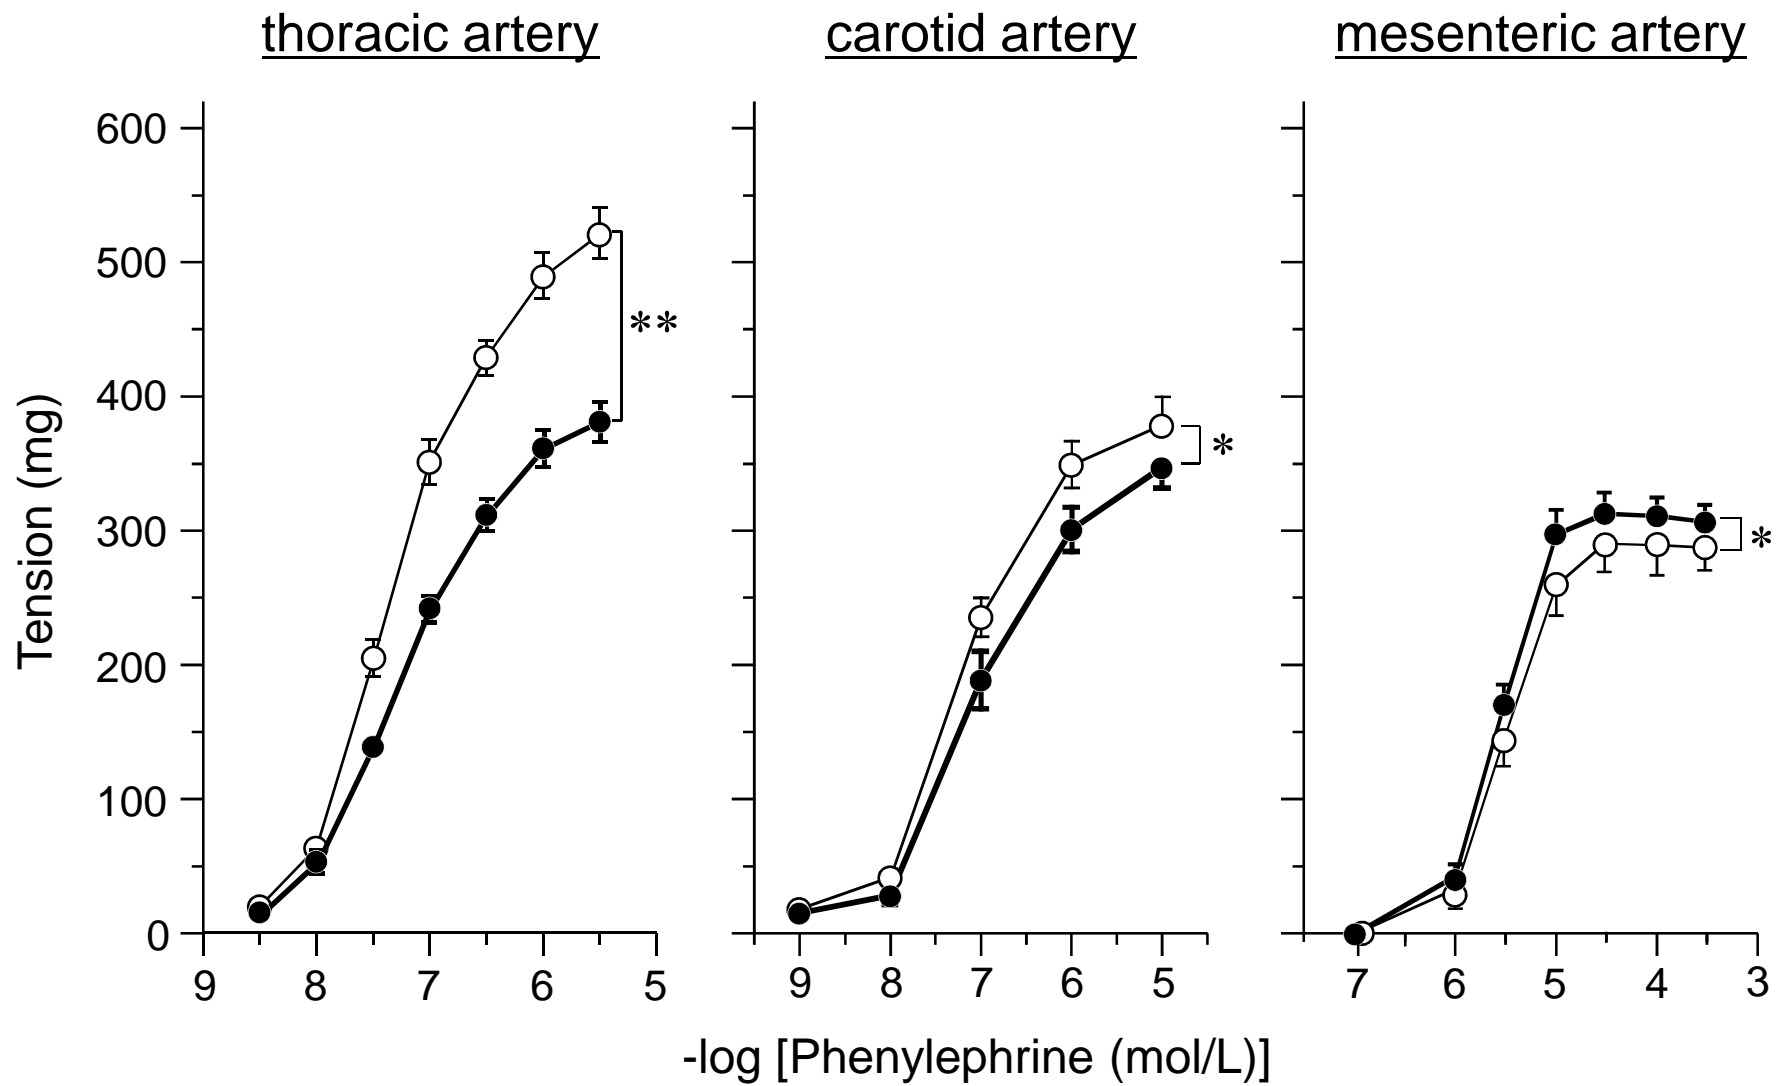 thoracic artery carotid artery mesenteric artery
600
500
400
300
200
100
0
Tension (mg)
**
*
*
9 8 7 6 5 9 8 7 6 5 7 6 5 4 3
-log [Phenylephrine (mol/L)]